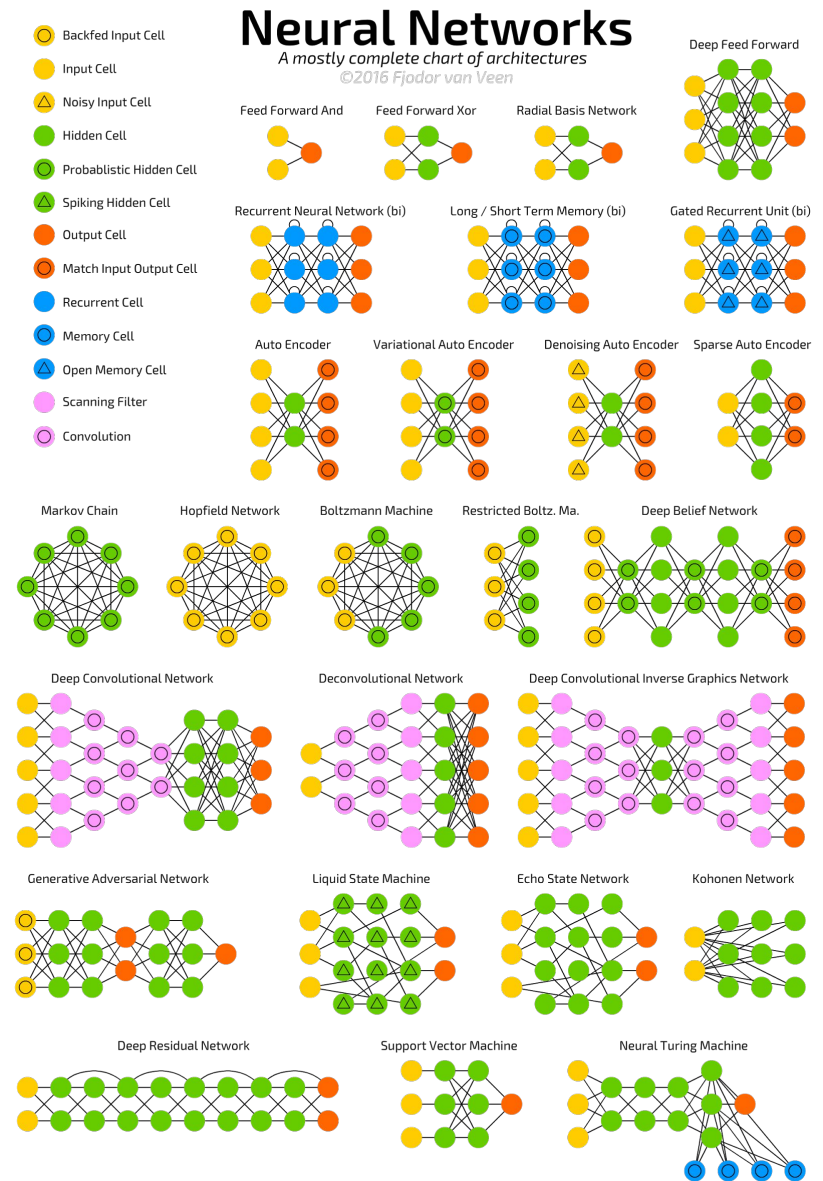 Neural Networks
A mostly complete chart of architectures
©2016 Fjodor van Veen
Backfed Input Cell
Input Cell
Noisy Input Cell
Hidden Cell
Probablistic Hidden Cell
Spiking Hidden Cell
Output Cell
Match Input Output Cell
Recurrent Cell
Memory Cell
Open Memory Cell
Scanning Filter
Convolution
Deep Feed Forward
Feed Forward And
Feed Forward Xor
Radial Basis Network
Recurrent Neural Network (bi)
Long / Short Term Memory (bi)
Gated Recurrent Unit (bi)
Auto Encoder
Variational Auto Encoder
Denoising Auto Encoder
Sparse Auto Encoder
Markov Chain
Hopfield Network
Boltzmann Machine
Restricted Boltz. Ma.
Deep Belief Network
Deep Convolutional Network
Deconvolutional Network
Deep Convolutional Inverse Graphics Network
Generative Adversarial Network
Liquid State Machine
Echo State Network
Kohonen Network
Deep Residual Network
Support Vector Machine
Neural Turing Machine